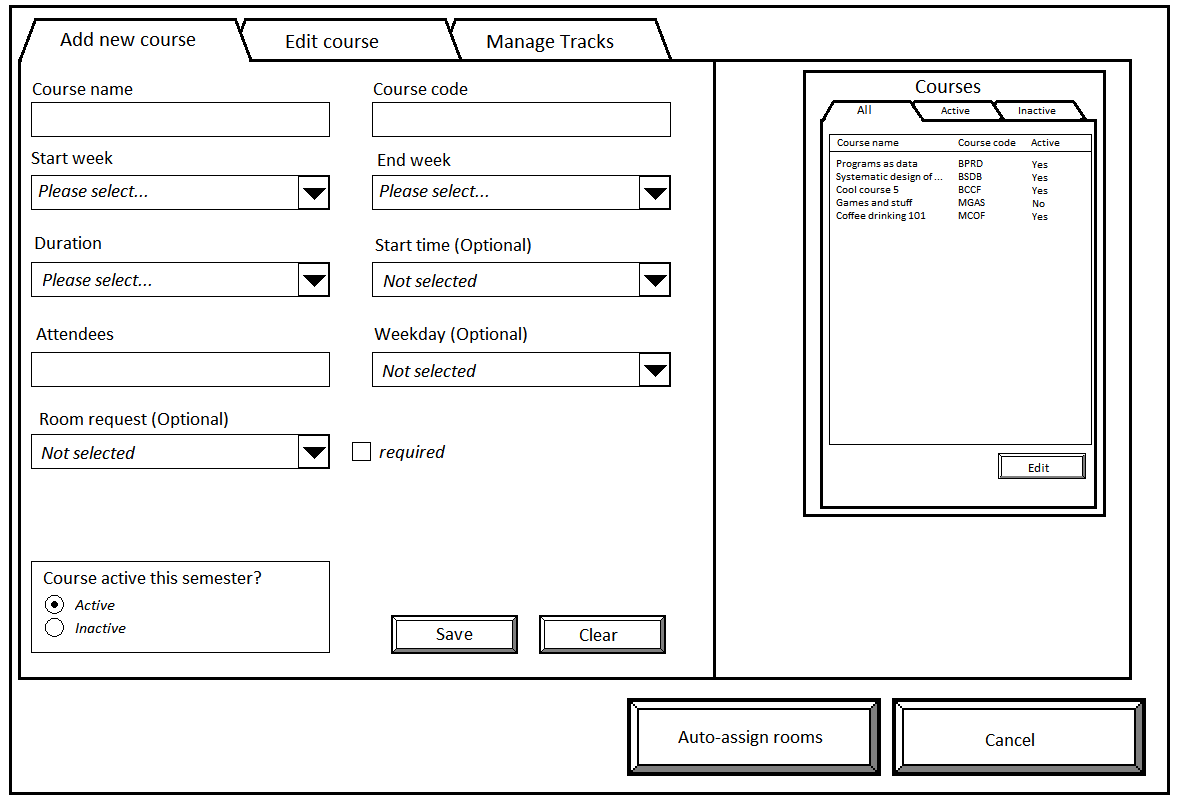 Add new course
Edit course
Manage Tracks
Course name
Course code
Start week
End week
Please select...
Please select...
Duration
Start time (Optional)
Please select...
Not selected
Attendees
Weekday (Optional)
Not selected
Room request (Optional)
Not selected
required
Course active this semester?
Active
Inactive
Save
Clear
Courses
All
Active
Inactive
Course name Course code Active
Programs as data BPRD Yes
Systematic design of ... BSDB Yes
Cool course 5 BCCF Yes
Games and stuff MGAS No
Coffee drinking 101 MCOF Yes
Edit
Auto-assign rooms
Cancel